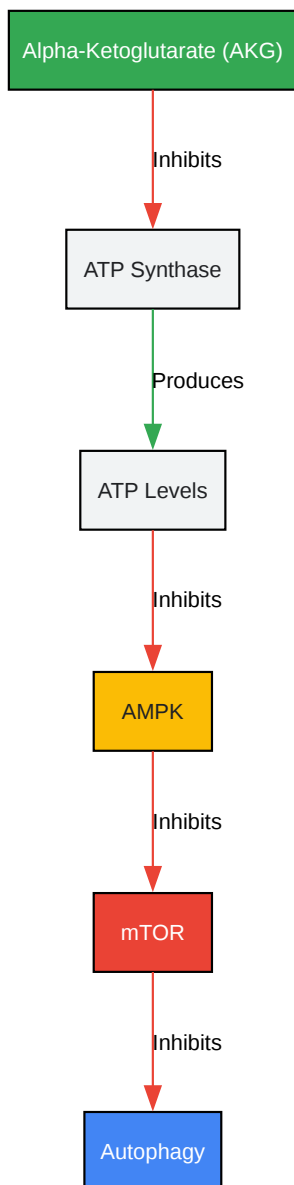 Alpha-Ketoglutarate (AKG)
Inhibits
ATP Synthase
Produces
ATP Levels
Inhibits
AMPK
Inhibits
mTOR
Inhibits
Autophagy